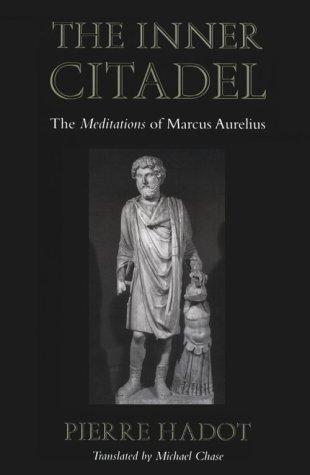 THE INNER
CITADEL
The Meditations of Marcus Aurelius
PIERRE HADOT
Translated by Michael Chase